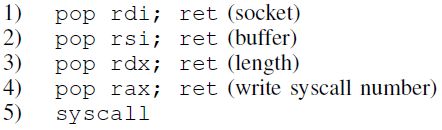 1) pop rdi; ret (socket)
2) pop rsi; ret (buffer)
3) pop rdx; ret (length)
4) pop rax; ret (write syscall number)
5) syscall